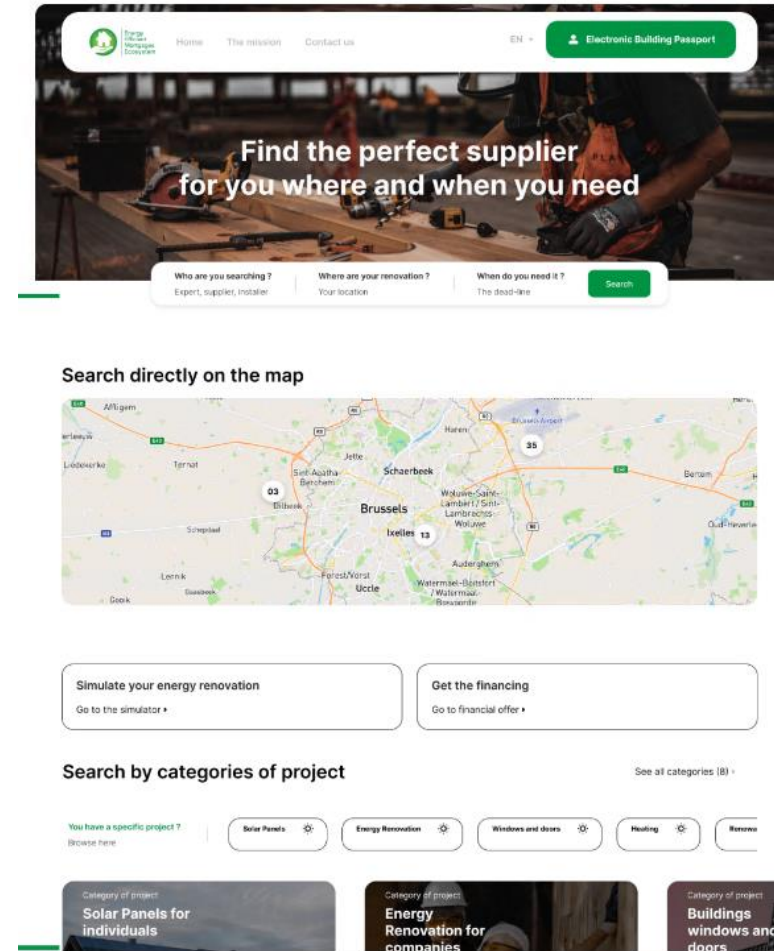 Energy
Efficient
Mortgages
Ecosystem
Home
The mission
Contact us
EN
Electronic Building Passport
Find the perfect supplier
for you where and when you need
Who are you searching ?
Expert, supplier, installer
Where are your renovation ?
Your location
When do you need it ?
The dead-line
Search
Search directly on the map
Affligem
Haren
Brussels Airport
35
Jette
Liedekerke
Ternat
Sint-Agatha-
Berchem
Schaerbeek
Bertem
03
Dilbeek
Brussels
Woluwe-Saint-
Lambert / Sint-
Lambrechts-
Woluwe
Schepdaal
Ixelles
13
Auderghem
Lennik
Forest/Vorst
Uccle
Watermael-Boitsfort
/ Watermaal-
Bosvoorde
Gooik
Simulate your energy renovation
Go to the simulator
Get the financing
Go to financial offer
Search by categories of project
See all categories (8)
You have a specific project ?
Browse here
Solar Panels
Energy Renovation
Windows and doors
Heating
Renewa
Category of project
Solar Panels for
individuals
Category of project
Energy
Renovation for
companies
Category of project
Buildings
windows and
doors